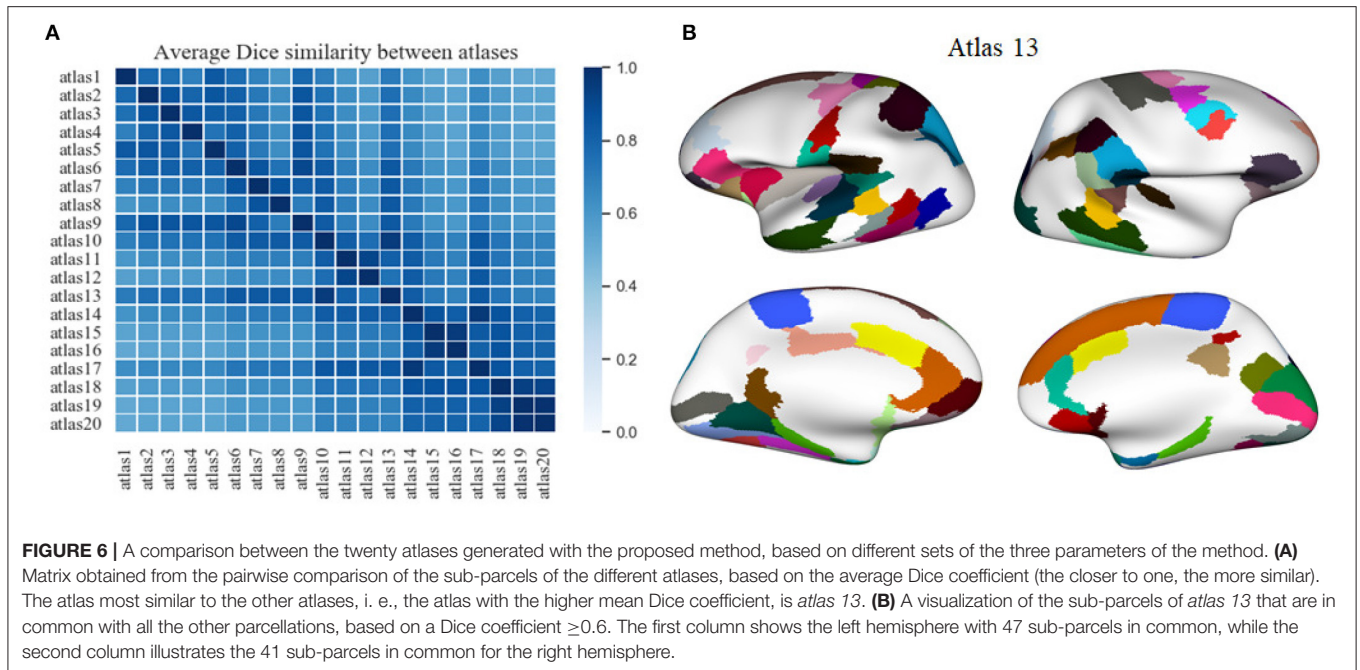 A
Average Dice similarity between atlases
atlas1
atlas2
atlas3
atlas4
atlas5
atlas6
atlas7
atlas8
atlas9
atlas10
atlas11
atlas12
atlas13
atlas14
atlas15
atlas16
atlas17
atlas18
atlas19
atlas20
atlas1
atlas2
atlas3
atlas4
atlas5
atlas6
atlas7
atlas8
atlas9
atlas10
atlas11
atlas12
atlas13
atlas14
atlas15
atlas16
atlas17
atlas18
atlas19
atlas20
1.0
0.8
0.6
0.4
0.2
0.0
B
Atlas 13
FIGURE 6 | A comparison between the twenty atlases generated with the proposed method, based on different sets of the three parameters of the method. (A)
Matrix obtained from the pairwise comparison of the sub-parcels of the different atlases, based on the average Dice coefficient (the closer to one, the more similar).
The atlas most similar to the other atlases, i. e., the atlas with the higher mean Dice coefficient, is atlas 13. (B) A visualization of the sub-parcels of atlas 13 that are in
common with all the other parcellations, based on a Dice coefficient ≥0.6. The first column shows the left hemisphere with 47 sub-parcels in common, while the
second column illustrates the 41 sub-parcels in common for the right hemisphere.